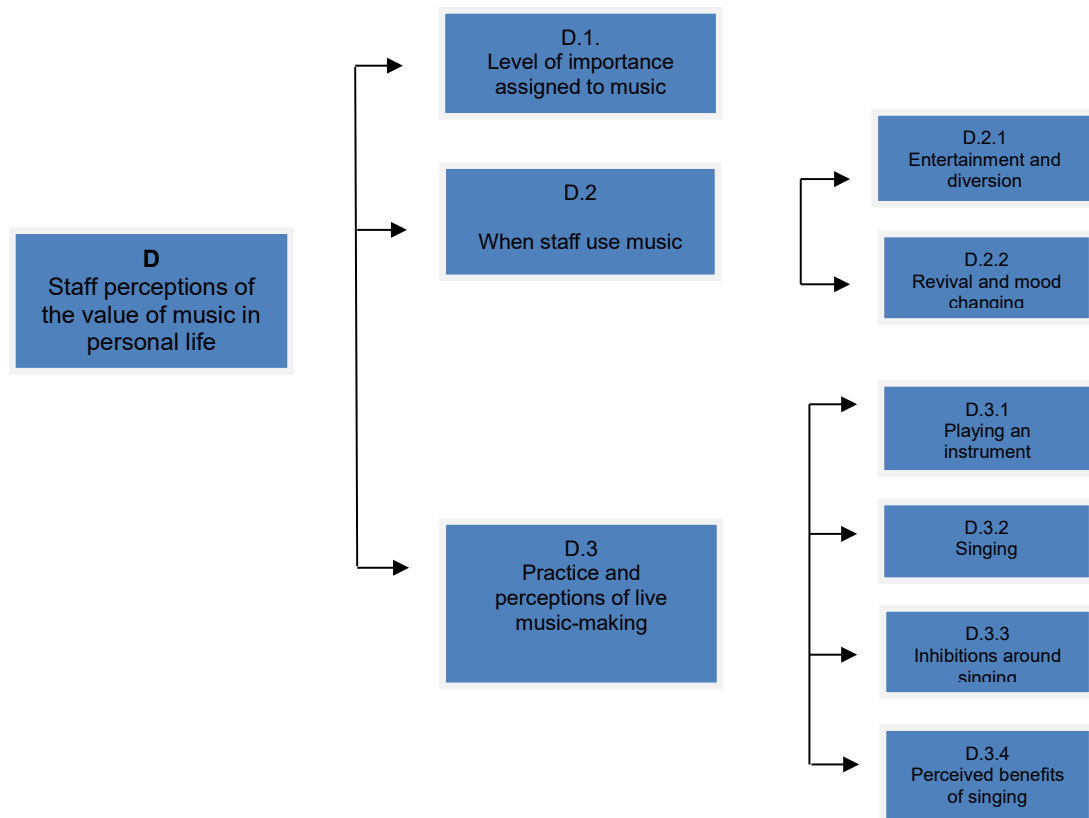 D
Staff perceptions of
the value of music in
personal life
D.1.
Level of importance
assigned to music
D.2
When staff use music
D.2.1
Entertainment and
diversion
D.2.2
Revival and mood
changing
D.3
Practice and
perceptions of live
music-making
D.3.1
Playing an
instrument
D.3.2
Singing
D.3.3
Inhibitions around
singing
D.3.4
Perceived benefits
of singing